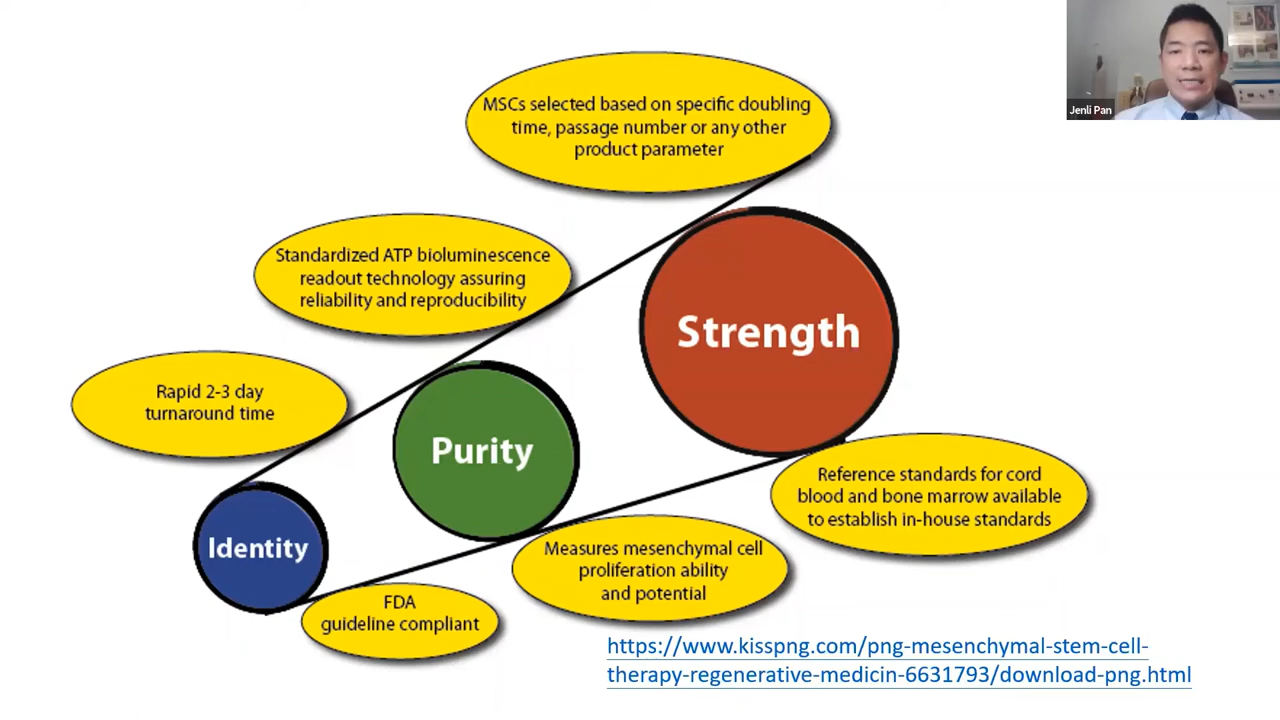 MSCs selected based on specific doubling
time, passage number or any other
product parameter
Jenli Pan
Standardized ATP bioluminescence
readout technology assuring
reliability and reproducibility
Strength
Rapid 2-3 day
turnaround time
Purity
Reference standards for cord
blood and bone marrow available
to establish in-house standards
Identity
Measures mesenchymal cell
proliferation ability
and potential
FDA
guideline compliant
https://www.kisspng.com/png-mesenchymal-stem-cell-
therapy-regenerative-medicin-6631793/download-png.html